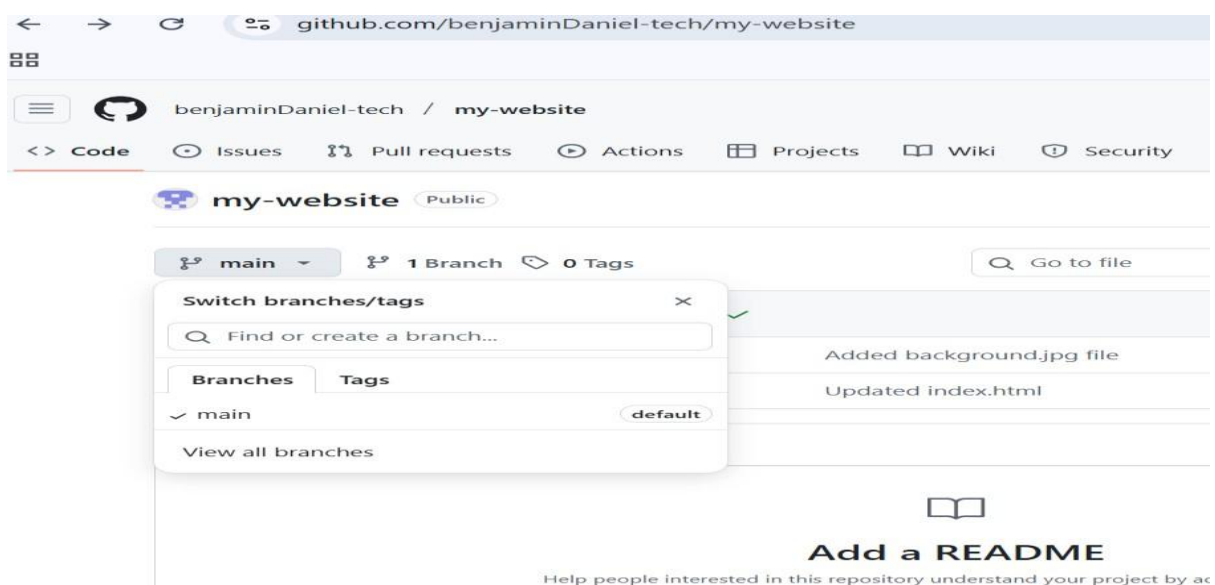 github.com/benjaminDaniel-tech/my-website
benjaminDaniel-tech / my-website
<> Code Issues Pull requests Actions Projects Wiki Security
my-website Public
main 1 Branch 0 Tags Go to file
Switch branches/tags
Find or create a branch...
Added background.jpg file
Branches Tags
Updated index.html
main default
View all branches
Add a README
Help people interested in this repository understand your project by